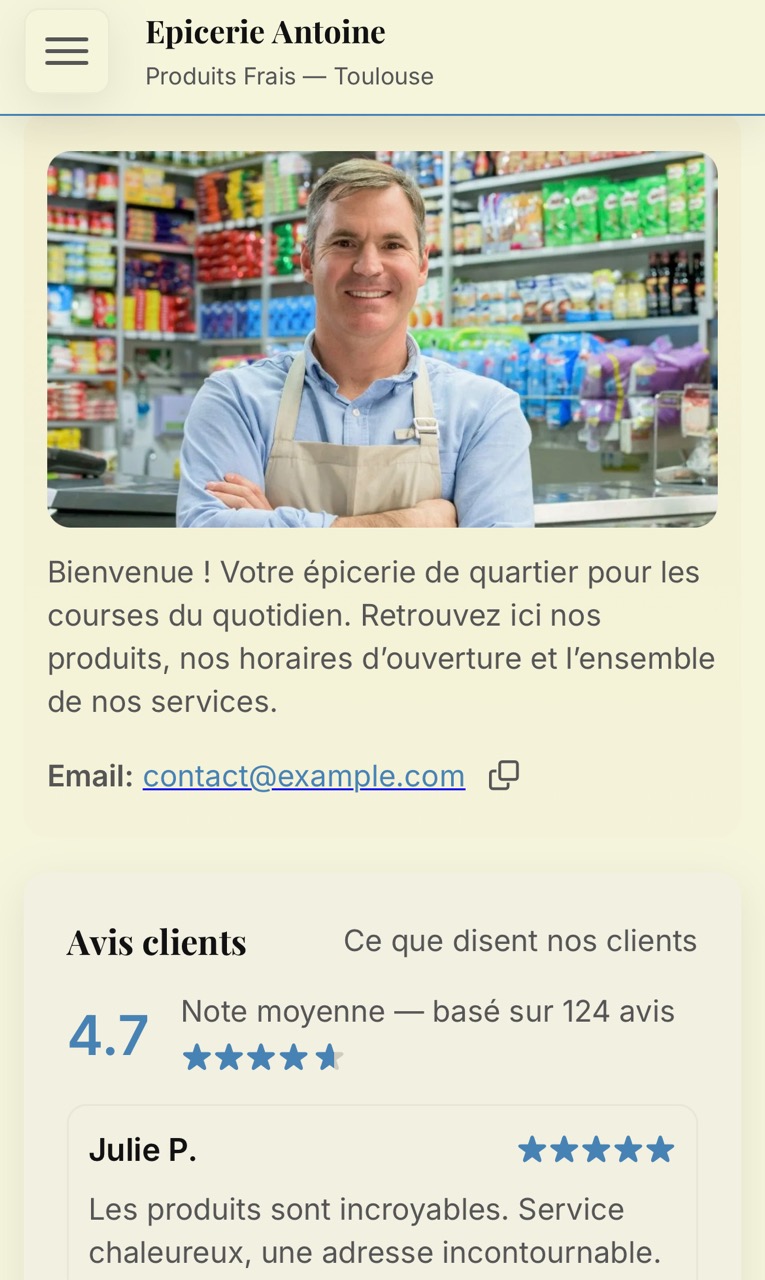 Epicerie Antoine
Produits Frais — Toulouse
Bienvenue ! Votre épicerie de quartier pour les
courses du quotidien. Retrouvez ici nos
produits, nos horaires d’ouverture et l’ensemble
de nos services.
Email: contact@example.com
Avis clients
Ce que disent nos clients
4.7
Note moyenne — basé sur 124 avis
Julie P.
Les produits sont incroyables. Service
chaleureux, une adresse incontournable.